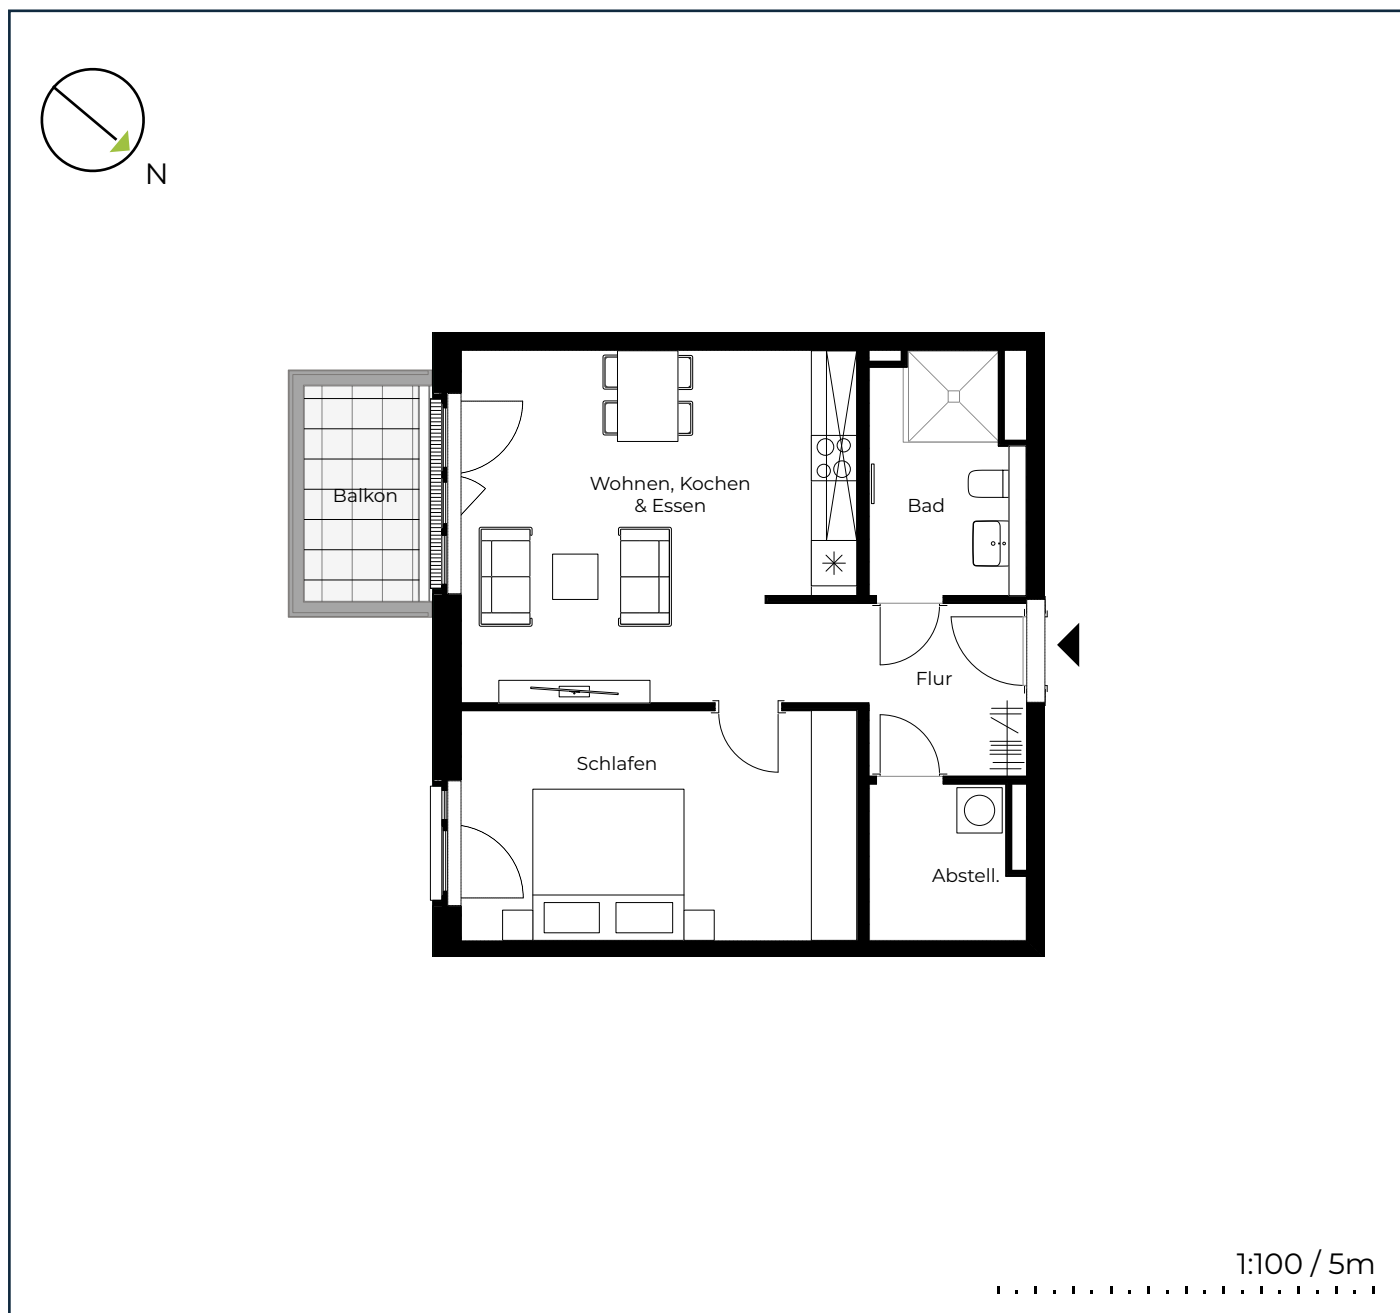 N
Wohnen, Kochen
& Essen
Balkon
Bad
Flur
Schlafen
Abstell.
1:100 / 5m